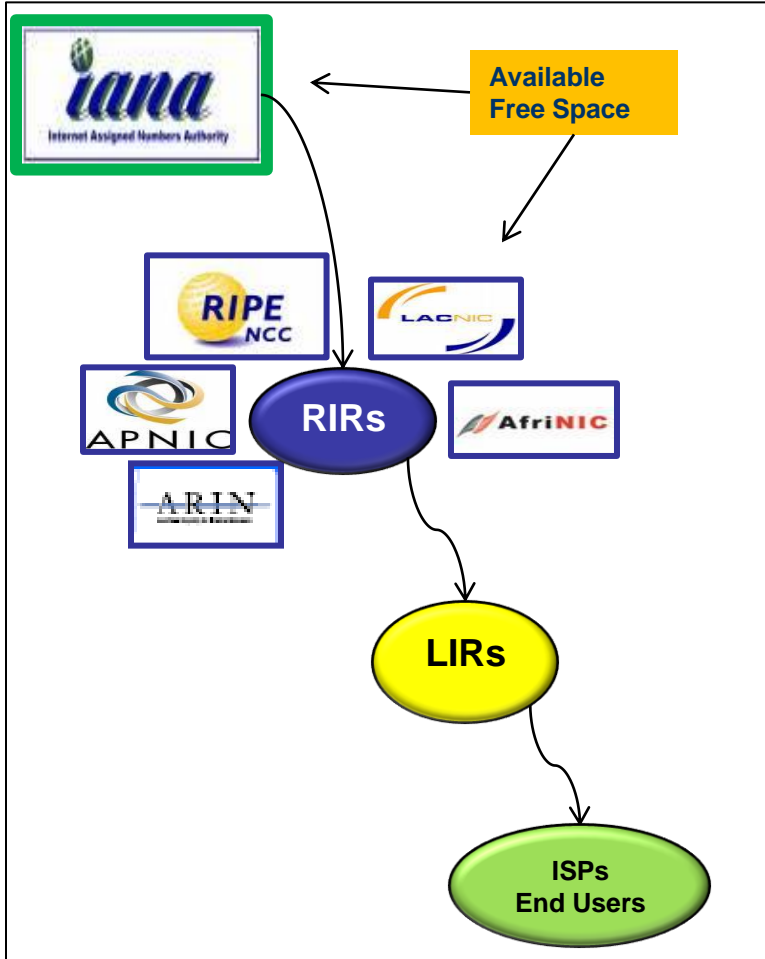 iana
Internet Assigned Numbers Authority
Available
Free Space
RIPE
NCC
LACNIC
APNIC
RIRs
AfriNIC
ARIN
LIRs
ISPs
End Users